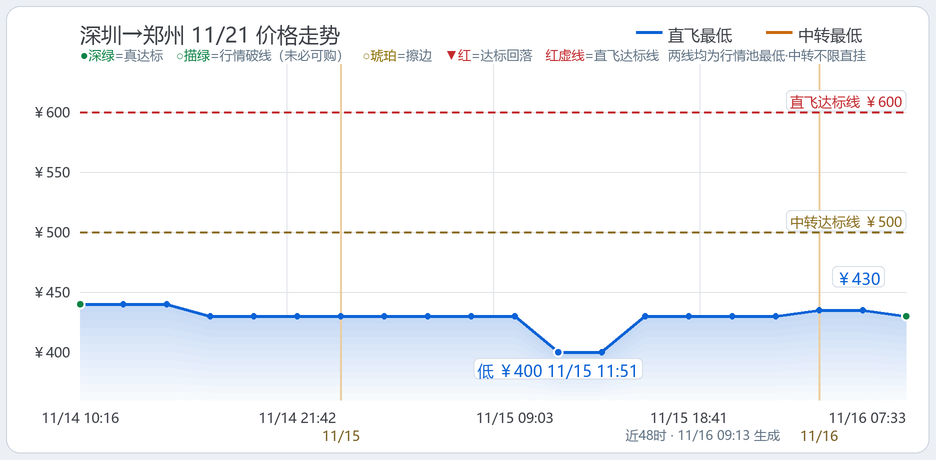 深圳→郑州 11/21 价格走势
直飞最低 中转最低
●深绿=真达标 ○描绿=行情破线（未必可购） ○琥珀=擦边 ▼红=达标回落 红虚线=直飞达标线 两线均为行情池最低·中转不限直挂
¥600
直飞达标线 ¥600
¥550
¥500
中转达标线 ¥500
¥450
¥430
¥400
低 ¥400 11/15 11:51
11/14 10:16 11/14 21:42 11/15 09:03 11/15 18:41 11/16 07:33
11/15 近48时 · 11/16 09:13 生成 11/16